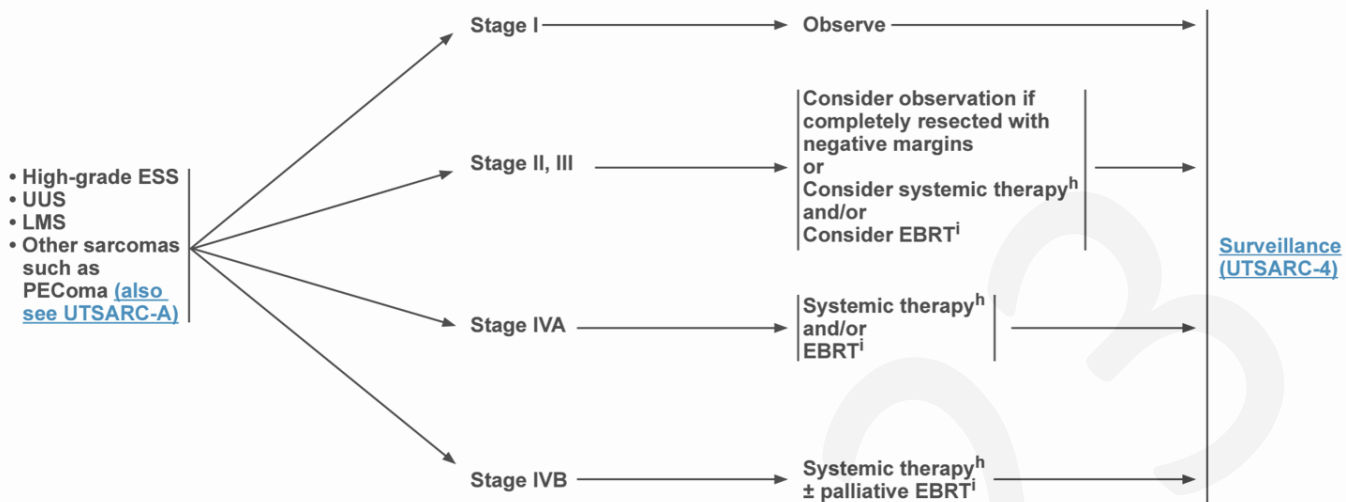 • High-grade ESS
• UUS
• LMS
• Other sarcomas
such as
PEComa (also
see UTSARC-A)
Stage I
Observe
Stage II, III
Consider observation if
completely resected with
negative margins
or
Consider systemic therapyʰ
and/or
Consider EBRTⁱ
Stage IVA
Systemic therapyʰ
and/or
EBRTⁱ
Stage IVB
Systemic therapyʰ
± palliative EBRTⁱ
Surveillance
(UTSARC-4)